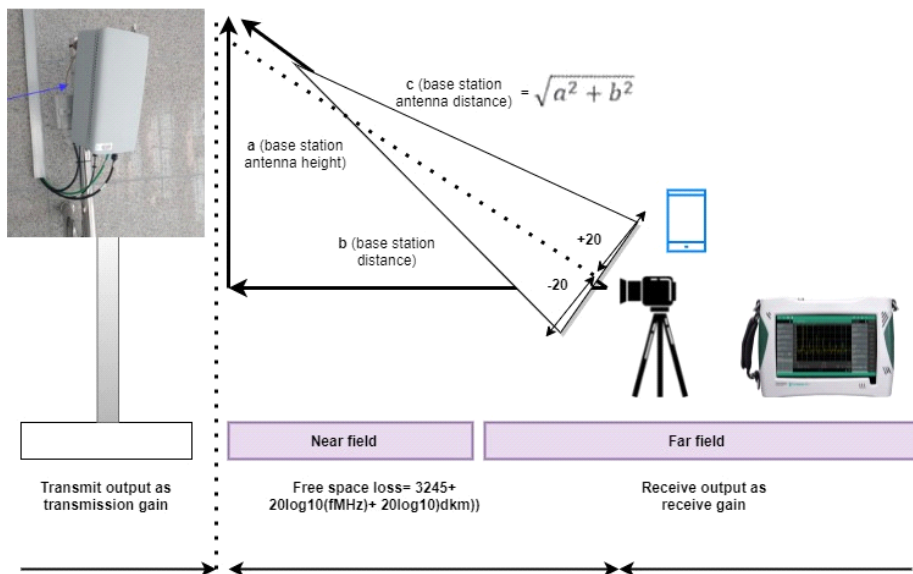 c (base station
antenna distance) = √a² + b²
a (base station
antenna height)
b (base station
distance)
+20
-20
Near field
Far field
Transmit output as
transmission gain
Free space loss= 3245+
20log10(fMHz)+ 20log10)dkm))
Receive output as
receive gain